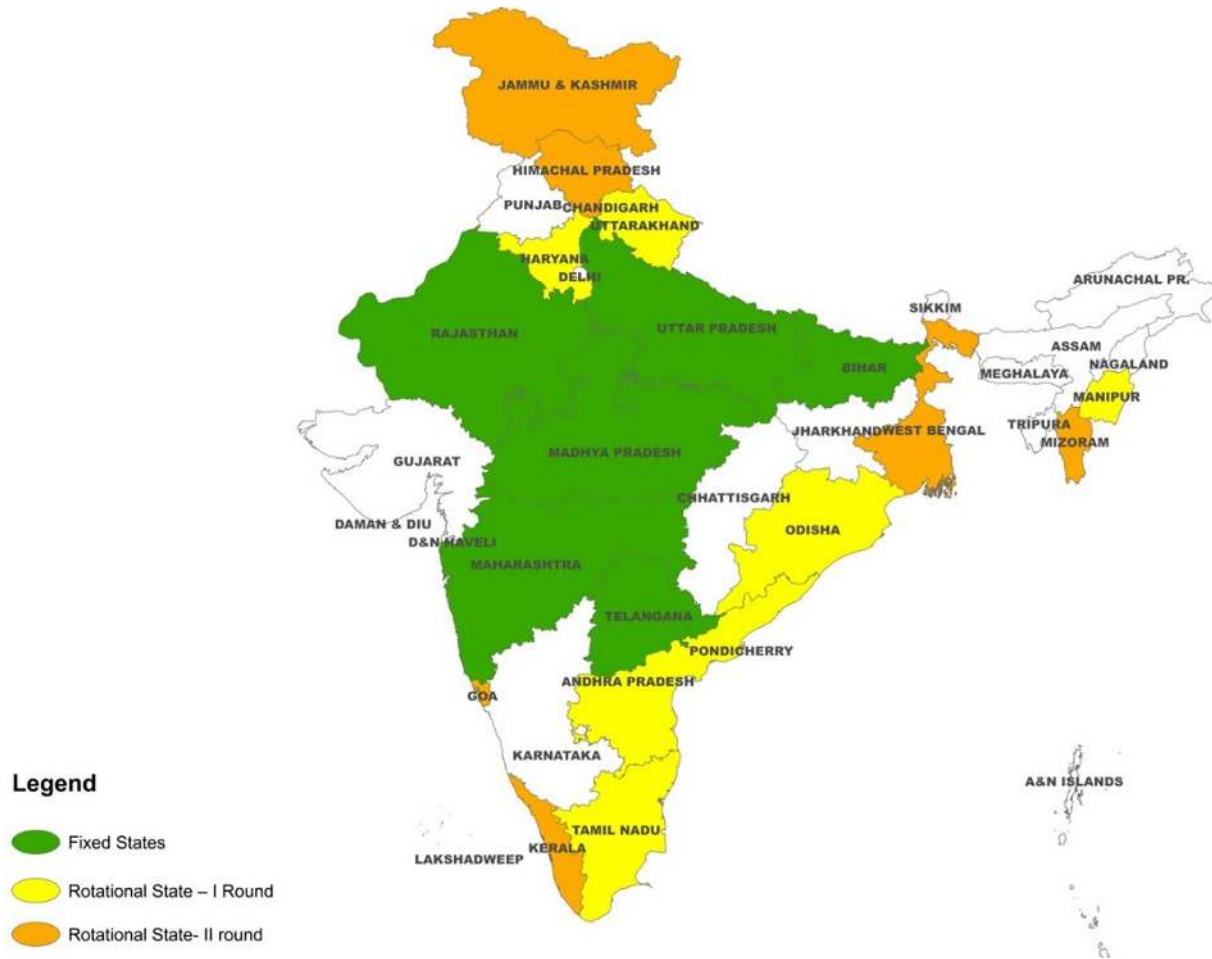 JAMMU & KASHMIR
HIMACHAL PRADESH
PUNJAB
CHANDIGARH
UTTARAKHAND
HARYANA
DELHI
ARUNACHAL PR.
SIKKIM
RAJASTHAN
UTTAR PRADESH
ASSAM
BIHAR
NAGALAND
MEGHALAYA
MANIPUR
TRIPURA
JHARKHAND
WEST BENGAL
MIZORAM
MADHYA PRADESH
GUJARAT
CHHATTISGARH
DAMAN & DIU
ODISHA
D&N HAVELI
MAHARASHTRA
TELANGANA
PONDICHERRY
ANDHRA PRADESH
GOA
KARNATAKA
A&N ISLANDS
TAMIL NADU
KERALA
LAKSHADWEEP
Legend
Fixed States
Rotational State – I Round
Rotational State- II round